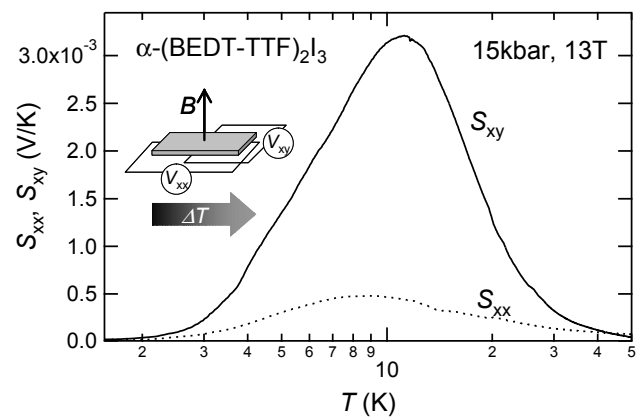 α-(BEDT-TTF)₂I₃
15kbar, 13T
3.0x10⁻³
2.5
2.0
1.5
1.0
0.5
0.0
Sxx, Sxy (V/K)
B
Vxy
Vxx
ΔT
Sxy
Sxx
2 3 4 5 6 7 8 9 10 2 3 4 5
T (K)